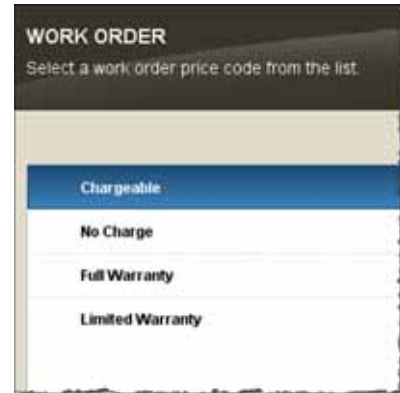 WORK ORDER
Select a work order price code from the list.
Chargeable
No Charge
Full Warranty
Limited Warranty